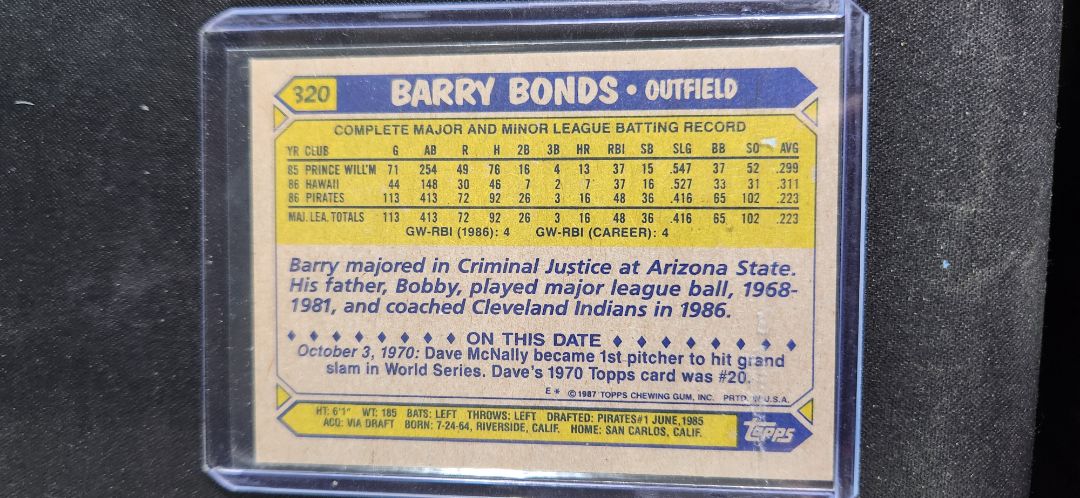 320 BARRY BONDS • OUTFIELD
COMPLETE MAJOR AND MINOR LEAGUE BATTING RECORD
YR CLUB G AB R H 2B 3B HR RBI SB SLG BB SO AVG
85 PRINCE WILL'M 71 254 49 76 16 4 13 37 15 .547 37 52 .299
86 HAWAII 44 148 30 46 7 2 7 37 16 .527 33 31 .311
86 PIRATES 113 413 72 92 26 3 16 48 36 .416 65 102 .223
MAJ. LEA. TOTALS 113 413 72 92 26 3 16 48 36 .416 65 102 .223
GW-RBI (1986): 4 GW-RBI (CAREER): 4
Barry majored in Criminal Justice at Arizona State.
His father, Bobby, played major league ball, 1968-
1981, and coached Cleveland Indians in 1986.
ON THIS DATE
October 3, 1970: Dave McNally became 1st pitcher to hit grand
slam in World Series. Dave's 1970 Topps card was #20.
E* © 1987 TOPPS CHEWING GUM, INC. PRTD. IN U.S.A.
HT: 6'1" WT: 185 BATS: LEFT THROWS: LEFT DRAFTED: PIRATES#1 JUNE,1985
ACQ: VIA DRAFT BORN: 7-24-64, RIVERSIDE, CALIF. HOME: SAN CARLOS, CALIF.
Topps